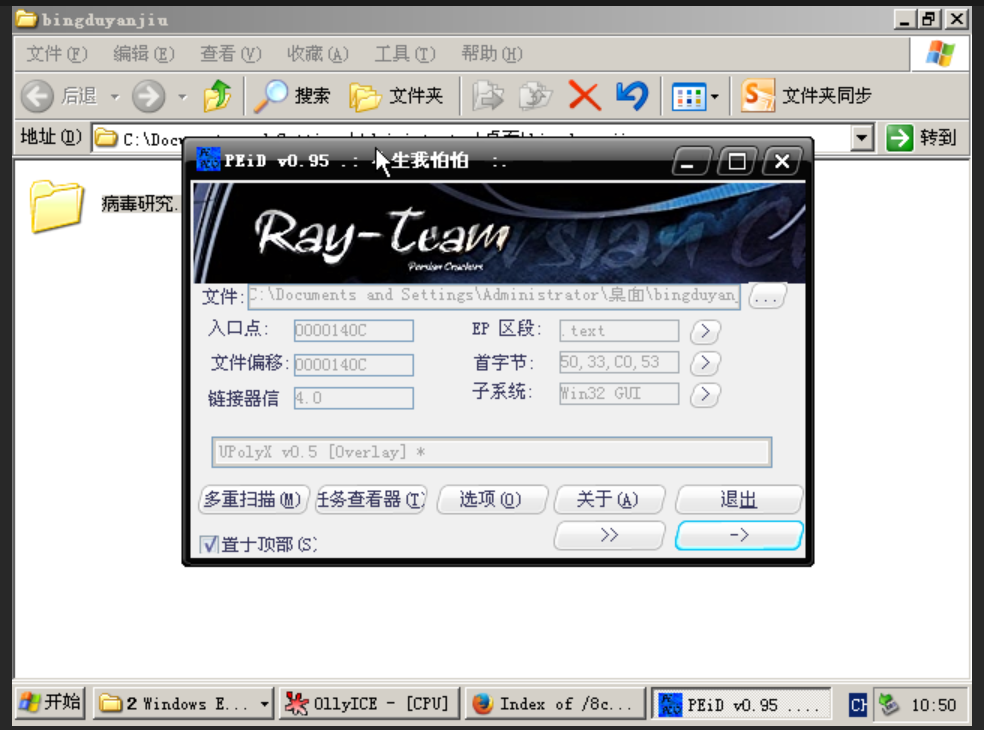 bingduyanjiu
文件(F) 编辑(E) 查看(V) 收藏(A) 工具(T) 帮助(H)
后退 搜索 文件夹 文件夹同步
地址(D) 转到
病毒研究.
PEiD v0.95 .: 生我怕怕 :.
Ray-Team
Persian Crackers
文件: C:\Documents and Settings\Administrator\桌面\bingduyan
...
入口点: 0000140C EP 区段: .text >
文件偏移: 0000140C 首字节: 50,33,C0,53 >
链接器信 4.0 子系统: Win32 GUI >
UPolyX v0.5 [Overlay] *
多重扫描(M) 任务查看器(T) 选项(O) 关于(A) 退出
置于顶部(S) >> ->
开始 2 Windows E... OllyICE - [CPU] Index of /8c... PEiD v0.95 .... CH 10:50